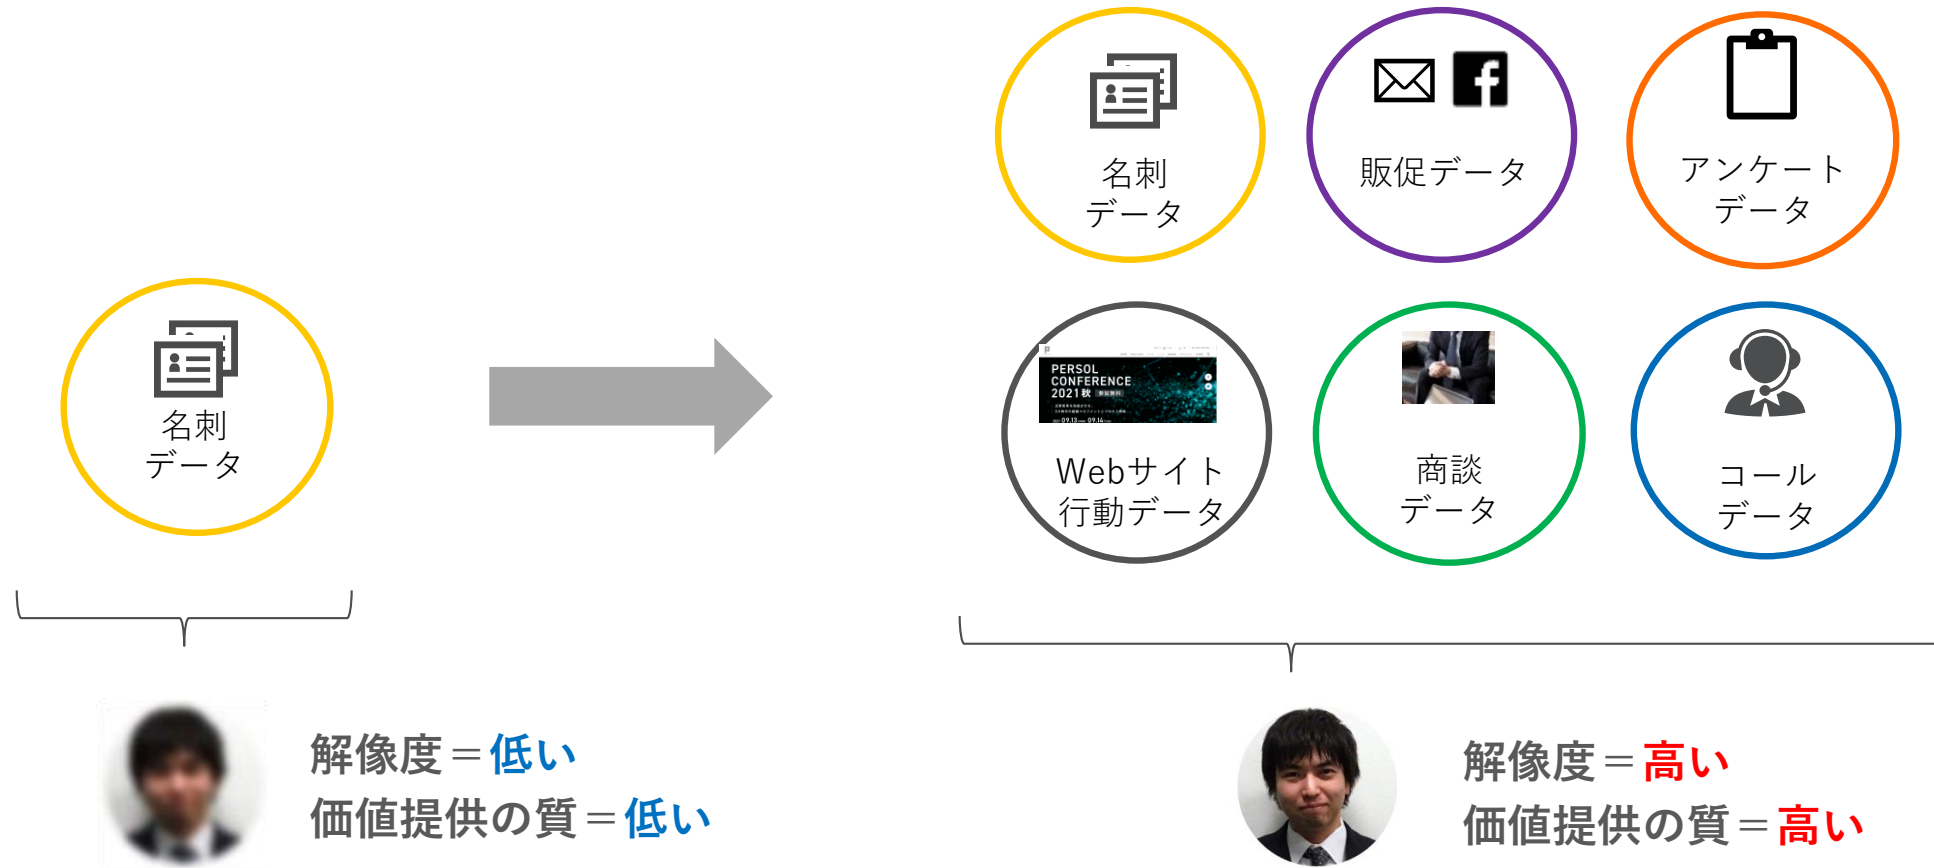 名刺
データ
名刺
データ
販促データ
アンケート
データ
PERSOL
CONFERENCE
2021秋
09.13 09.14
Webサイト
行動データ
商談
データ
コール
データ
解像度＝低い
価値提供の質＝低い
解像度＝高い
価値提供の質＝高い